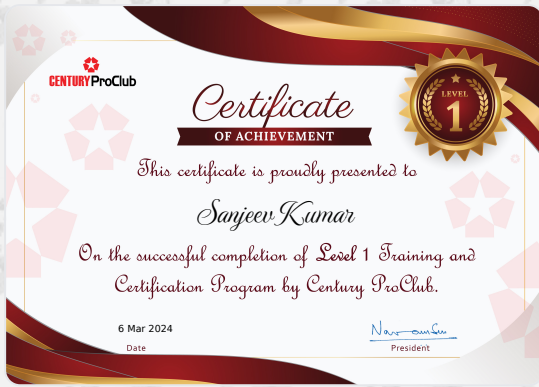 CENTURY ProClub
Certificate
OF ACHIEVEMENT
LEVEL
1
This certificate is proudly presented to
Sanjeev Kumar
On the successful completion of Level 1 Training and
Certification Program by Century ProClub.
6 Mar 2024
Date
President